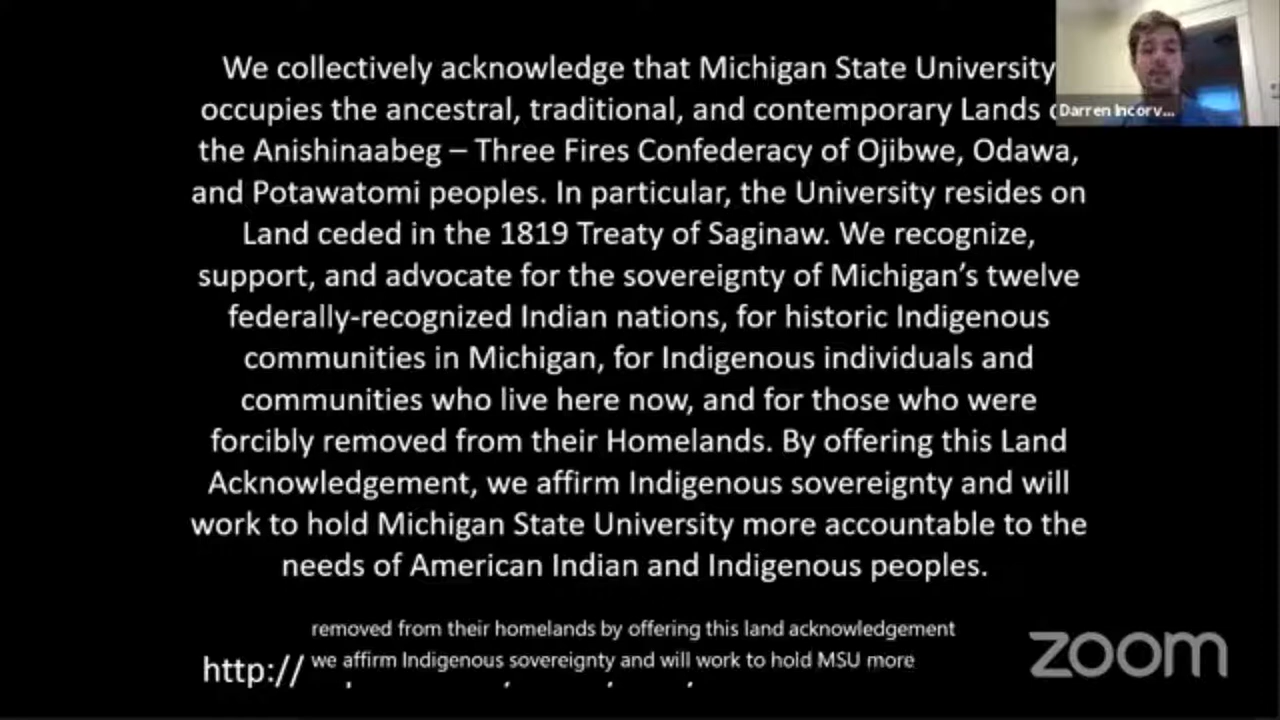 We collectively acknowledge that Michigan State University
occupies the ancestral, traditional, and contemporary Lands
the Anishinaabeg – Three Fires Confederacy of Ojibwe, Odawa,
and Potawatomi peoples. In particular, the University resides on
Land ceded in the 1819 Treaty of Saginaw. We recognize,
support, and advocate for the sovereignty of Michigan’s twelve
federally-recognized Indian nations, for historic Indigenous
communities in Michigan, for Indigenous individuals and
communities who live here now, and for those who were
forcibly removed from their Homelands. By offering this Land
Acknowledgement, we affirm Indigenous sovereignty and will
work to hold Michigan State University more accountable to the
needs of American Indian and Indigenous peoples.
Darren Incorv...
removed from their homelands by offering this land acknowledgement
we affirm Indigenous sovereignty and will work to hold MSU more
http://
zoom